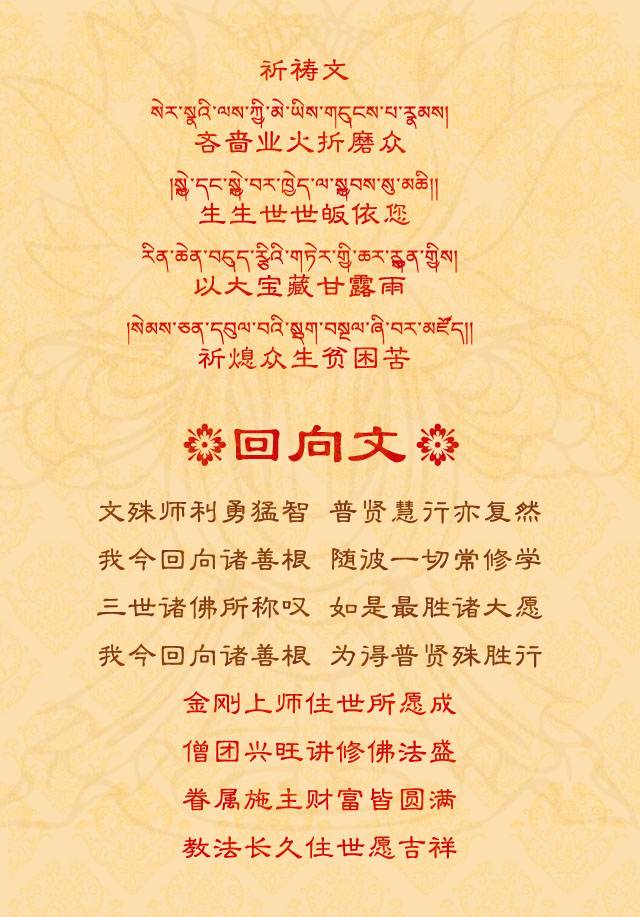 祈祷文
སེར་སྣའི་ལས་ཀྱི་མེ་ཡིས་གདུངས་པ་རྣམས།
吝啬业火折磨众
།སྐྱེ་དང་སྐྱེ་བར་ཁྱེད་ལ་སྐྱབས་སུ་མཆི།།
生生世世皈依您
རིན་ཆེན་བདུད་རྩིའི་གཏེར་གྱི་ཆར་རྒྱུན་གྱིས།
以大宝藏甘露雨
།སེམས་ཅན་དབུལ་བའི་སྡུག་བསྔལ་ཞི་བར་མཛོད།།
祈熄众生贫困苦
回向文
文殊师利勇猛智 普贤慧行亦复然
我今回向诸善根 随彼一切常修学
三世诸佛所称叹 如是最胜诸大愿
我今回向诸善根 为得普贤殊胜行
金刚上师住世所愿成
僧团兴旺讲修佛法盛
眷属施主财富皆圆满
教法长久住世愿吉祥